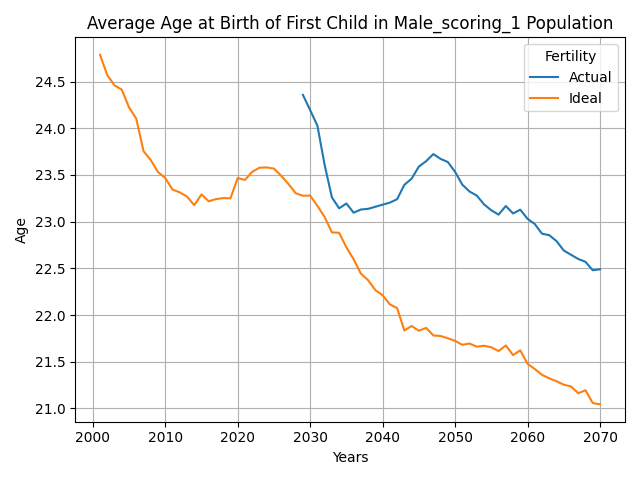 Average Age at Birth of First Child in Male_scoring_1 Population
Fertility
Actual
Ideal
24.5
24.0
23.5
23.0
22.5
22.0
21.5
21.0
Age
2000 2010 2020 2030 2040 2050 2060 2070
Years